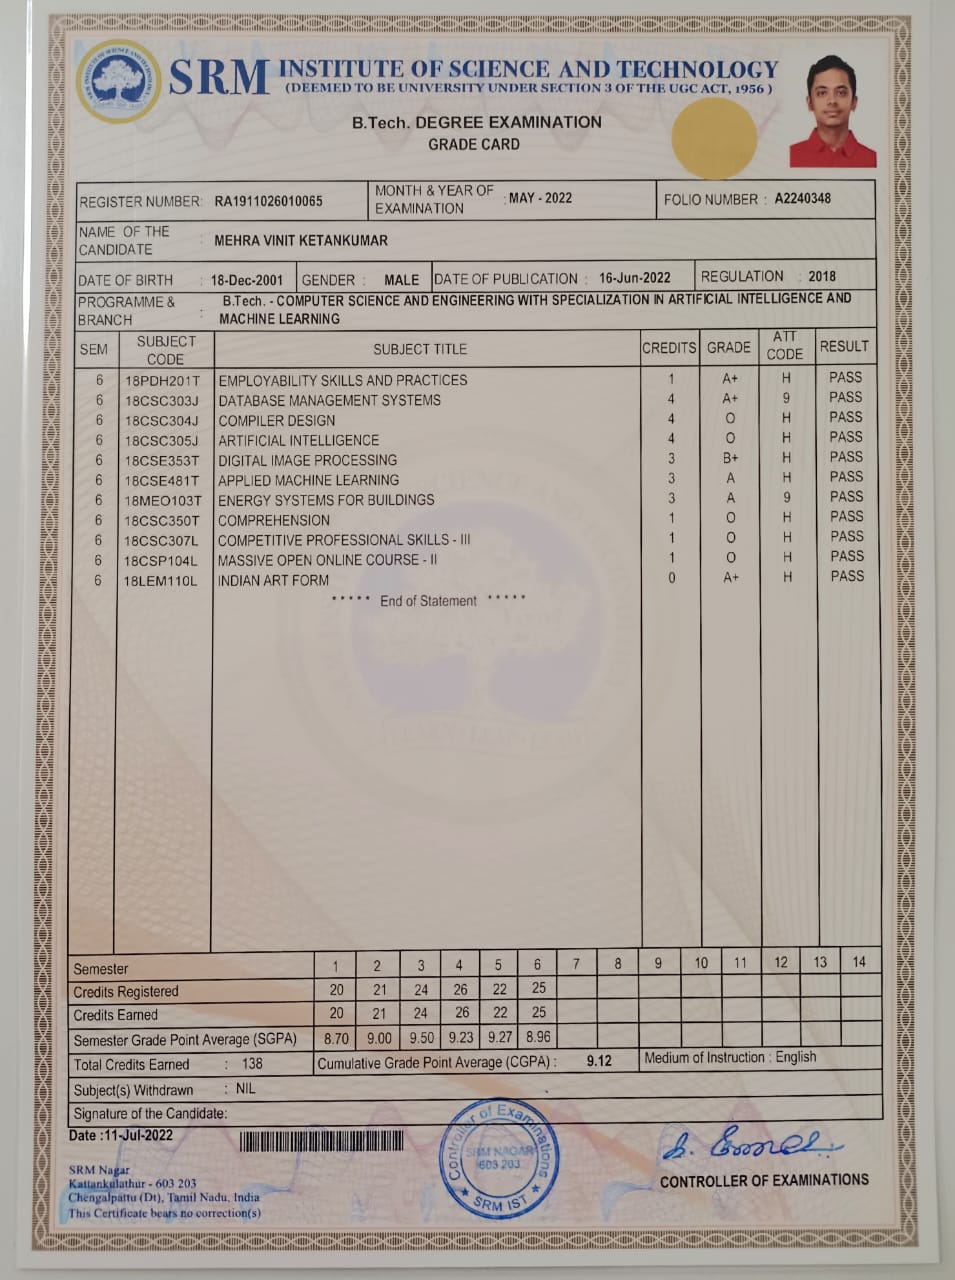 SRM INSTITUTE OF SCIENCE AND TECHNOLOGY
(DEEMED TO BE UNIVERSITY UNDER SECTION 3 OF THE UGC ACT, 1956 )
B.Tech. DEGREE EXAMINATION
GRADE CARD
REGISTER NUMBER: RA1911026010065 MONTH & YEAR OF EXAMINATION : MAY - 2022 FOLIO NUMBER : A2240348
NAME OF THE CANDIDATE : MEHRA VINIT KETANKUMAR
DATE OF BIRTH : 18-Dec-2001 GENDER : MALE DATE OF PUBLICATION : 16-Jun-2022 REGULATION : 2018
PROGRAMME & BRANCH : B.Tech. - COMPUTER SCIENCE AND ENGINEERING WITH SPECIALIZATION IN ARTIFICIAL INTELLIGENCE AND
MACHINE LEARNING
SEM SUBJECT CODE SUBJECT TITLE CREDITS GRADE ATT CODE RESULT
6 18PDH201T EMPLOYABILITY SKILLS AND PRACTICES 1 A+ H PASS
6 18CSC303J DATABASE MANAGEMENT SYSTEMS 4 A+ 9 PASS
6 18CSC304J COMPILER DESIGN 4 O H PASS
6 18CSC305J ARTIFICIAL INTELLIGENCE 4 O H PASS
6 18CSE353T DIGITAL IMAGE PROCESSING 3 B+ H PASS
6 18CSE481T APPLIED MACHINE LEARNING 3 A H PASS
6 18MEO103T ENERGY SYSTEMS FOR BUILDINGS 3 A 9 PASS
6 18CSC350T COMPREHENSION 1 O H PASS
6 18CSC307L COMPETITIVE PROFESSIONAL SKILLS - III 1 O H PASS
6 18CSP104L MASSIVE OPEN ONLINE COURSE - II 1 O H PASS
6 18LEM110L INDIAN ART FORM 0 A+ H PASS
***** End of Statement *****
Semester 1 2 3 4 5 6 7 8 9 10 11 12 13 14
Credits Registered 20 21 24 26 22 25
Credits Earned 20 21 24 26 22 25
Semester Grade Point Average (SGPA) 8.70 9.00 9.50 9.23 9.27 8.96
Total Credits Earned : 138 Cumulative Grade Point Average (CGPA) : 9.12 Medium of Instruction : English
Subject(s) Withdrawn : NIL
Signature of the Candidate:
Date :11-Jul-2022
Controller of Examinations
SRM NAGAR
603 203
★ SRM IST ★
SRM Nagar
Kattankulathur - 603 203
Chengalpattu (Dt), Tamil Nadu, India
This Certificate bears no correction(s)
CONTROLLER OF EXAMINATIONS